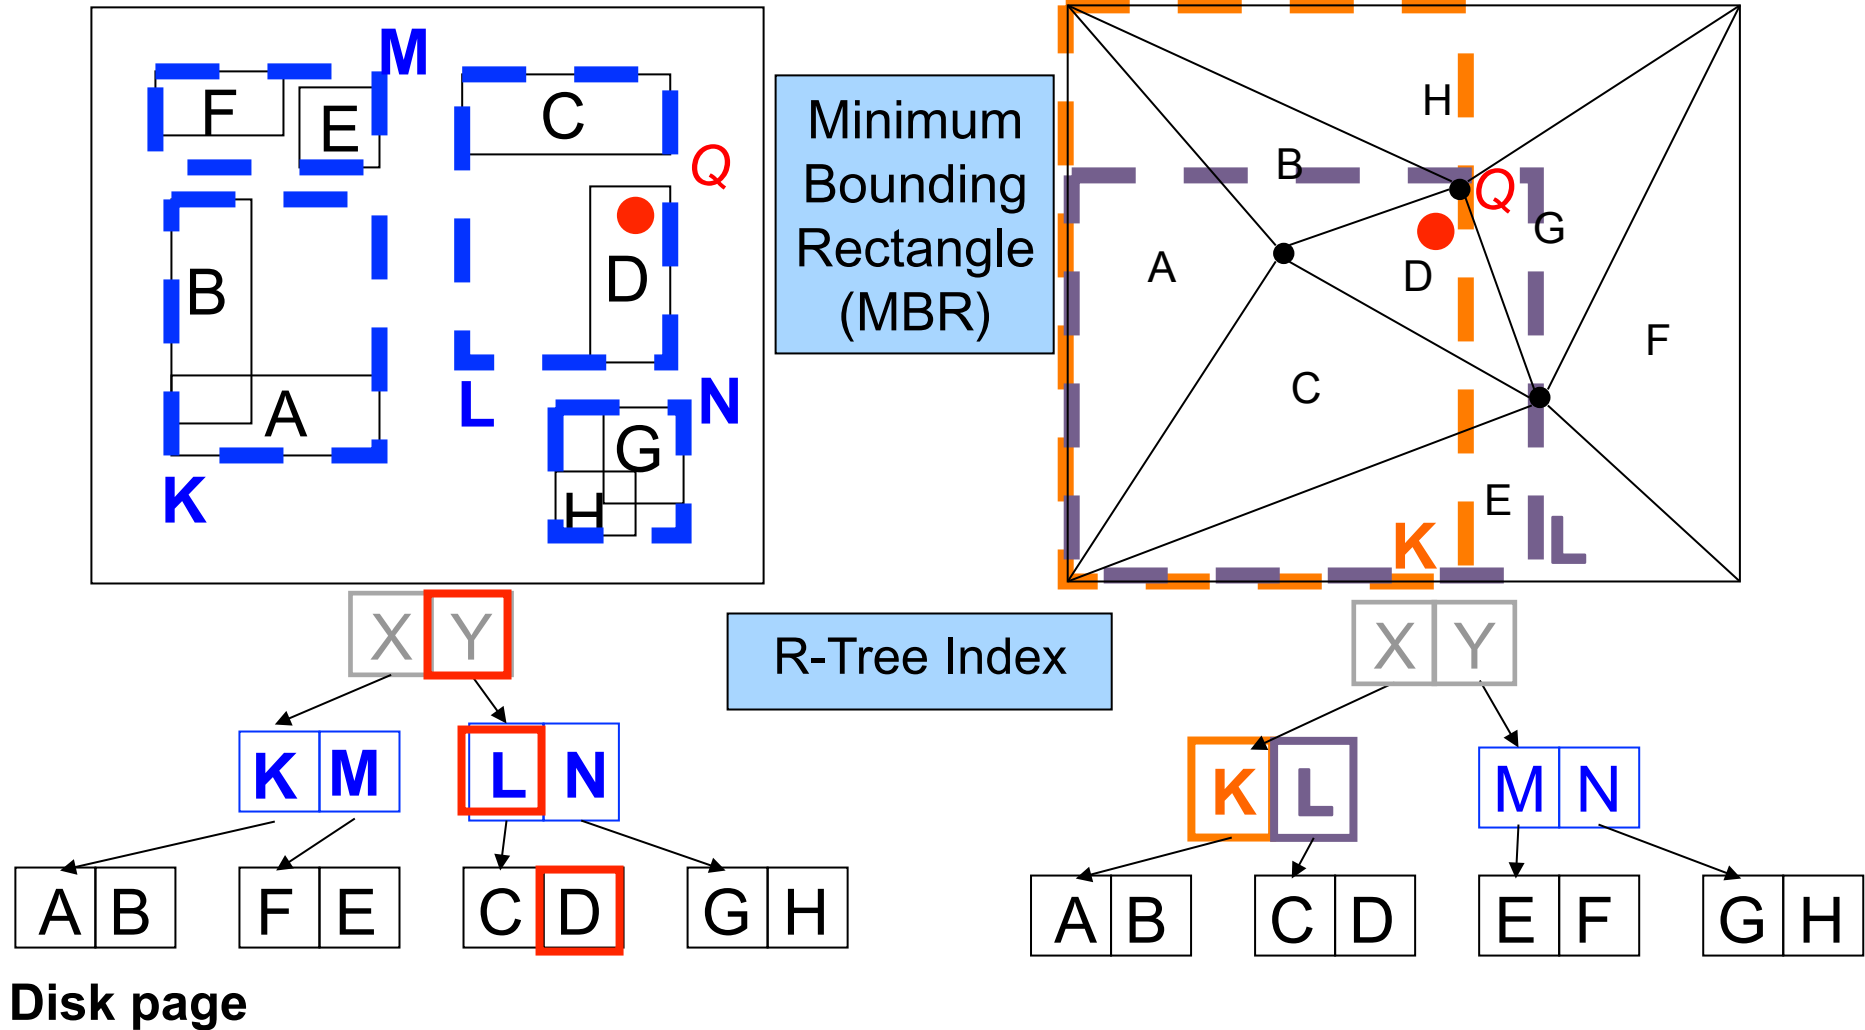 M
F
E
C
Q
B
D
A
L
N
G
H
K
Minimum
Bounding
Rectangle
(MBR)
H
B
Q
G
A
D
F
C
E
K
L
X Y
R-Tree Index
X Y
K M
L N
K L
M N
A B
F E
C D
G H
A B
C D
E F
G H
Disk page